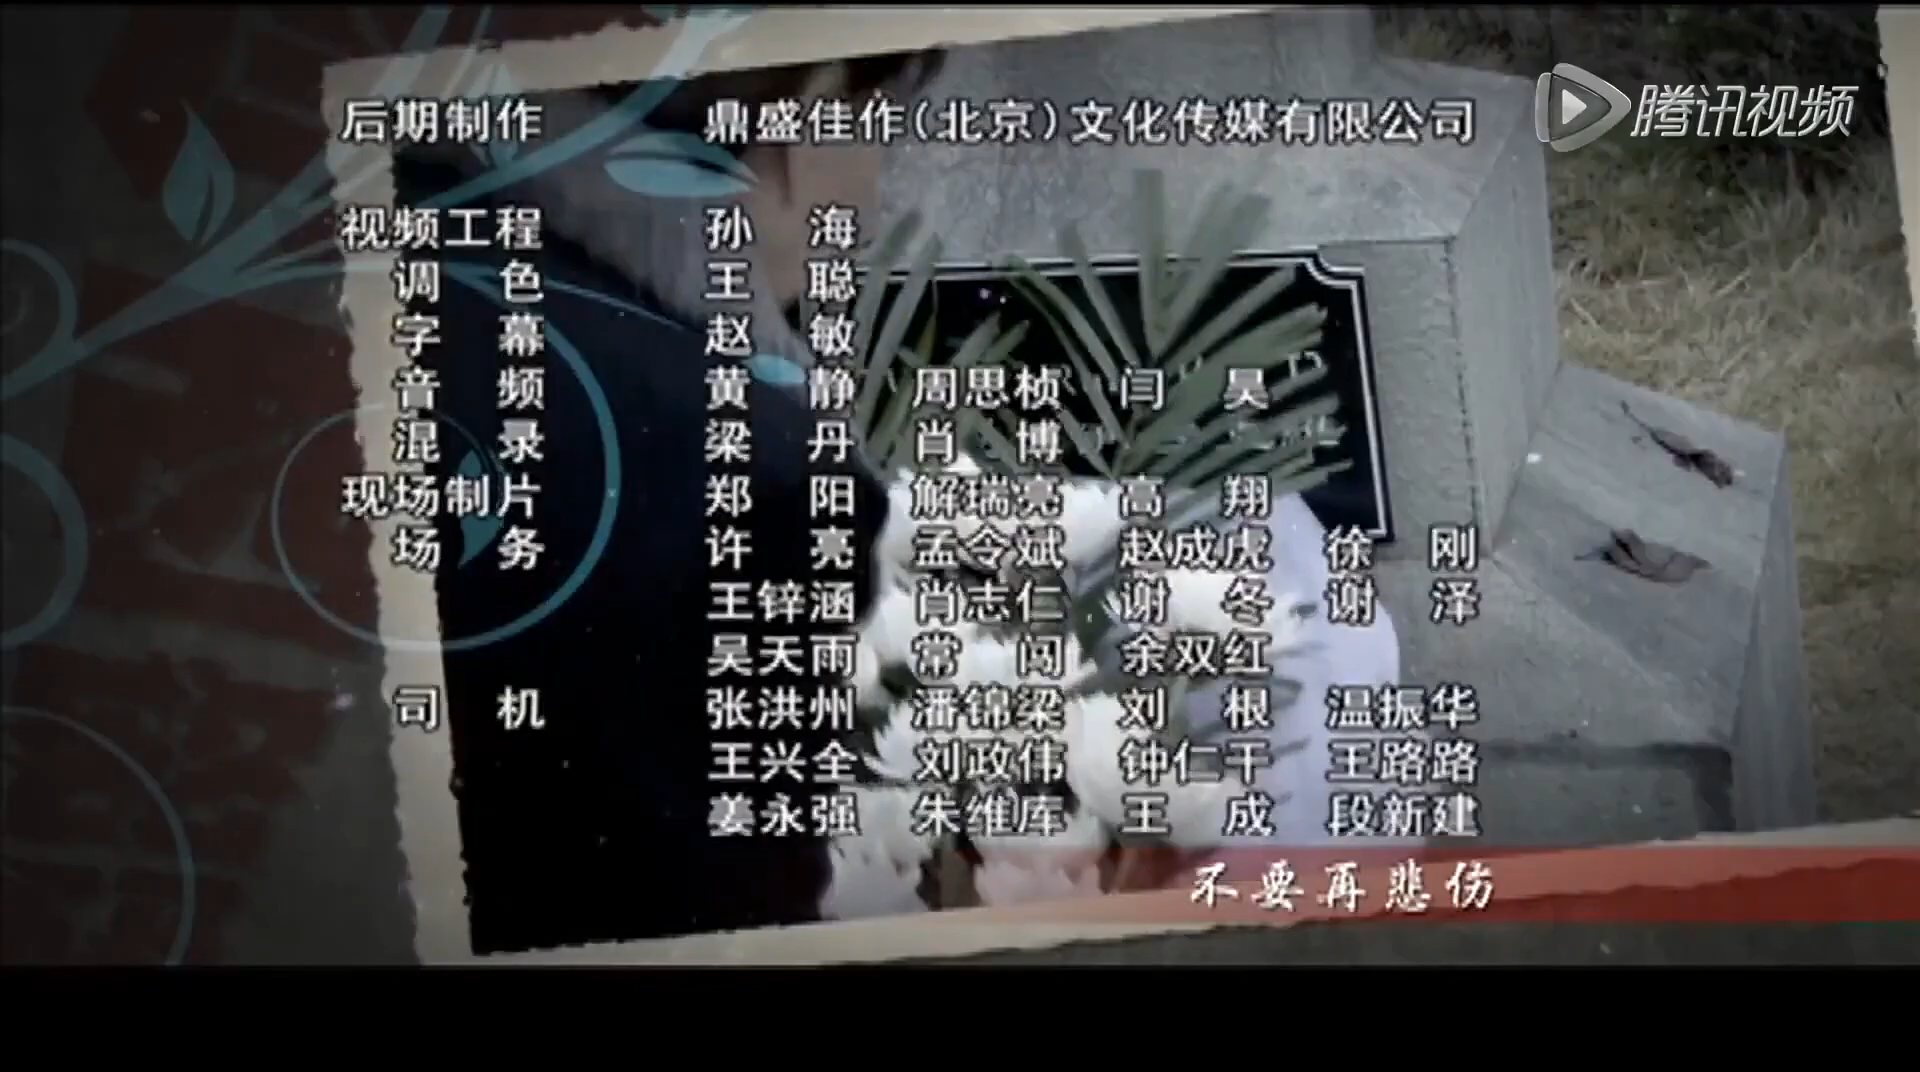 后期制作 鼎盛佳作(北京)文化传媒有限公司
腾讯视频
视频工程 孙海
调色 王聪
字幕 赵敏
音频 黄静 周思桢 闫昊
混录 梁丹 肖博
现场制片 郑阳 解瑞亮 高翔
场务 许亮 孟令斌 赵成虎 徐刚
王锌涵 肖志仁 谢冬 谢泽
吴天雨 常闯 余双红
司机 张洪州 潘锦梁 刘根 温振华
王兴全 刘政伟 钟仁干 王路路
姜永强 朱维库 王成 段新建
不要再悲伤